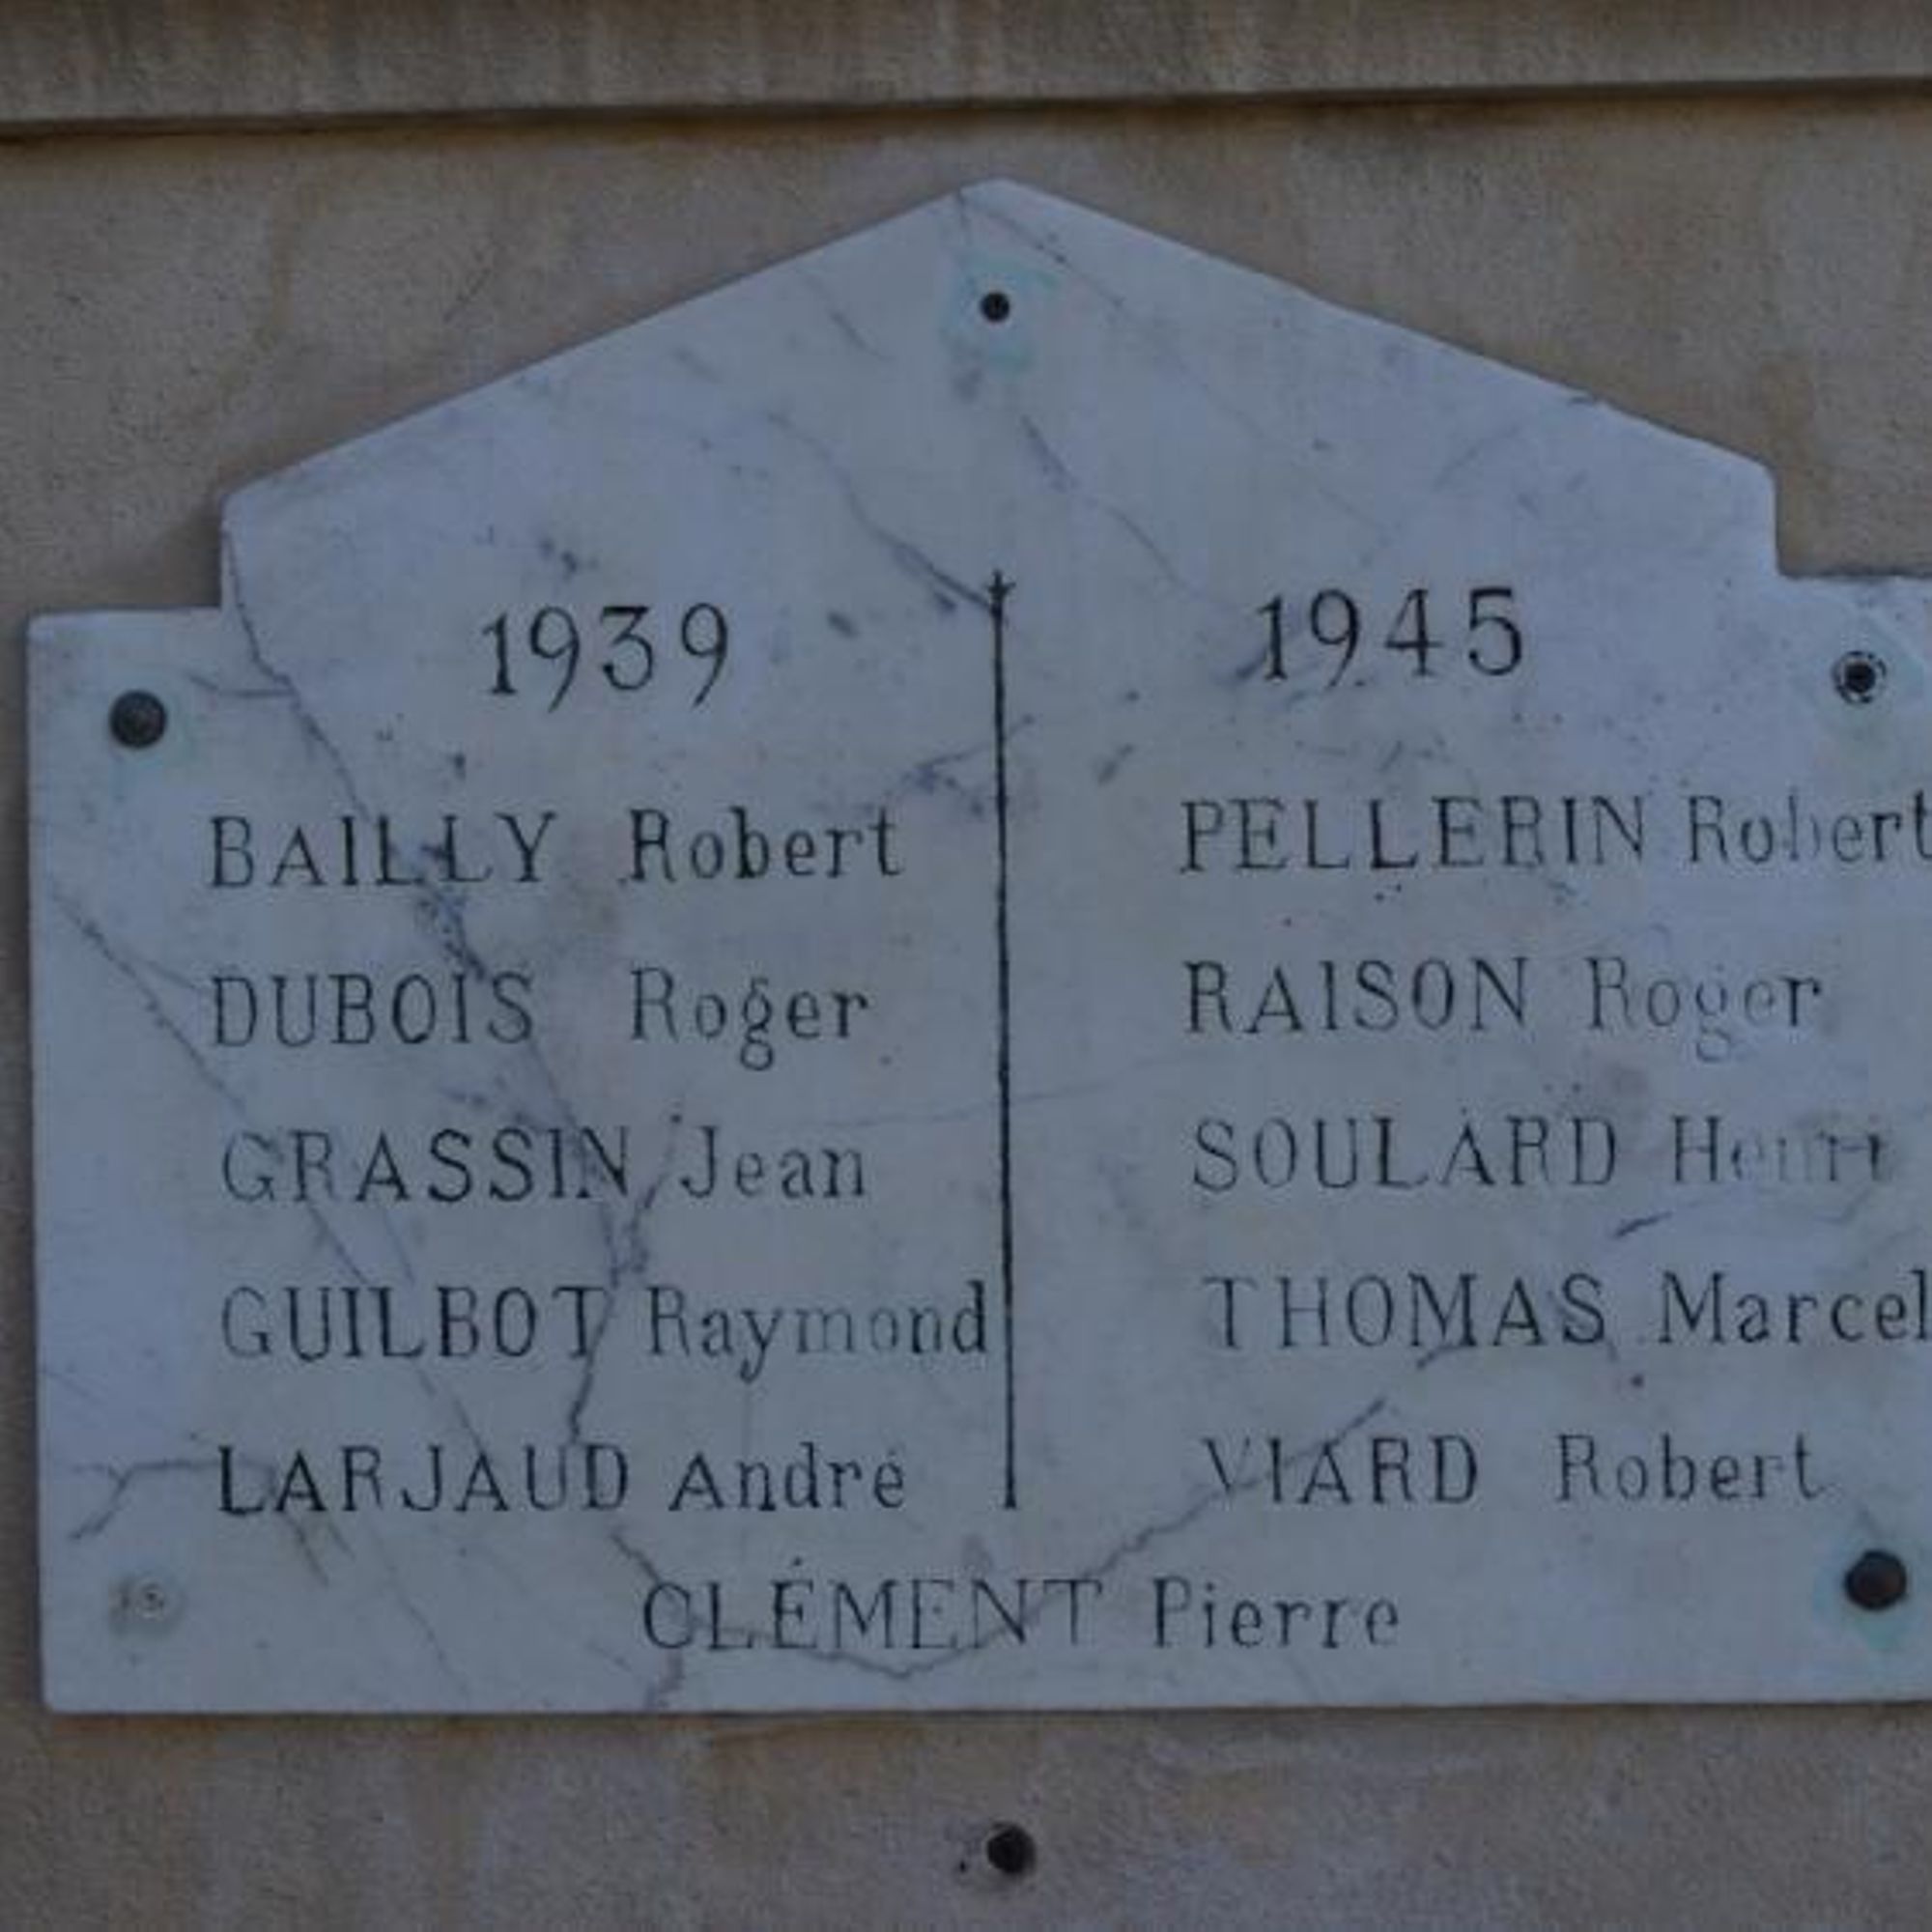 1939 1945
BAILLY Robert
DUBOIS Roger
GRASSIN Jean
GUILBOT Raymond
LARJAUD André
PELLERIN Robert
RAISON Roger
SOULARD Henri
THOMAS Marcel
VIARD Robert
CLÉMENT Pierre